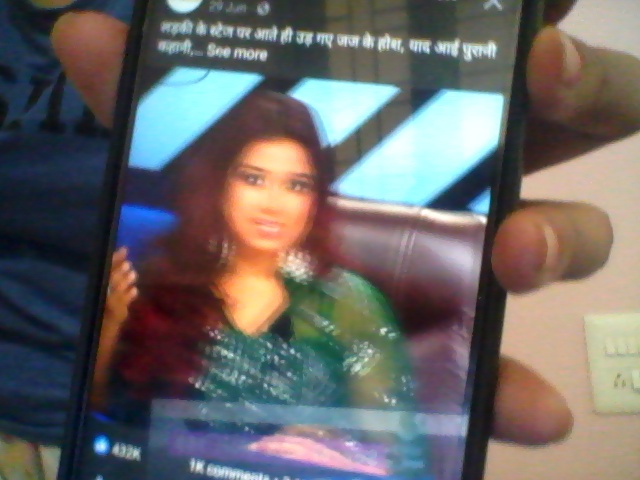 29 Jun ·
लड़की के स्टेज पर आते ही उड़ गए जज के होश, याद आई पुरानी
कहानी,... See more
432K
1K comments •